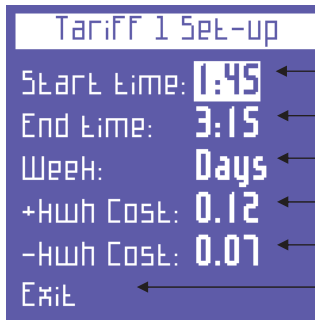 Tariff 1 Set-up
Start time: 1:45
End time: 3:15
Week: Days
+kwh Cost: 0.12
-kwh Cost: 0.07
Exit